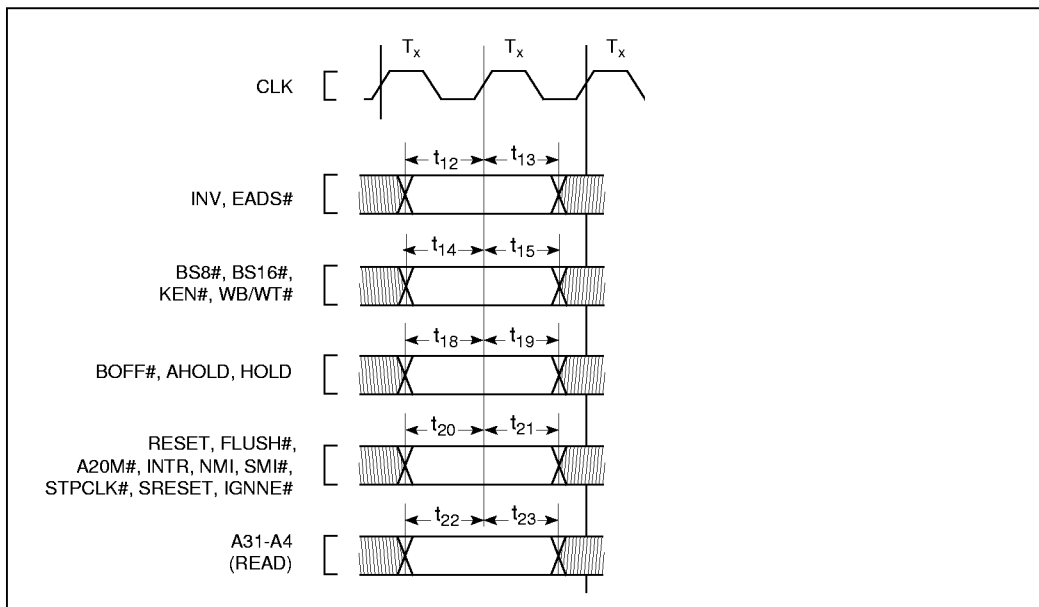 Tx Tx Tx
CLK
t12 t13
INV, EADS#
t14 t15
BS8#, BS16#,
KEN#, WB/WT#
t18 t19
BOFF#, AHOLD, HOLD
t20 t21
RESET, FLUSH#,
A20M#, INTR, NMI, SMI#,
STPCLK#, SRESET, IGNNE#
t22 t23
A31-A4
(READ)